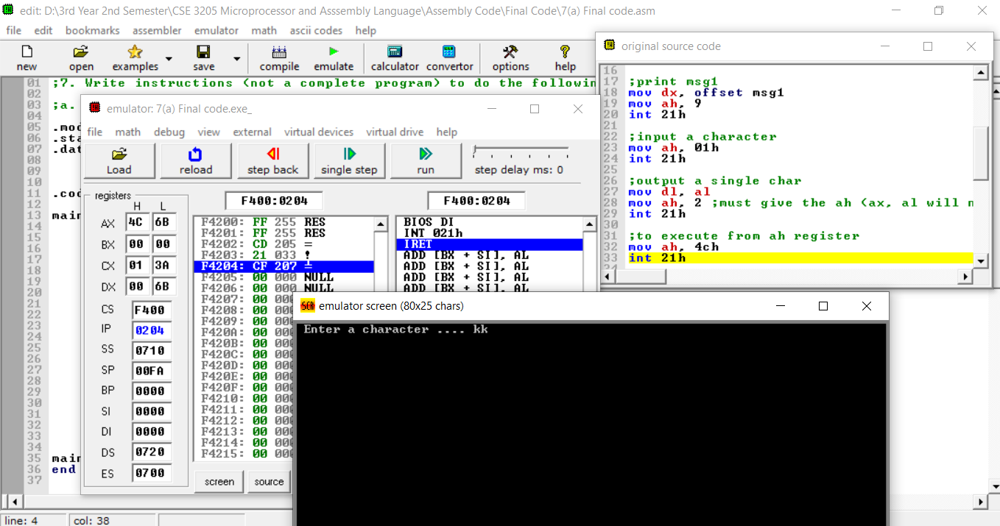 edit: D:\3rd Year 2nd Semester\CSE 3205 Microprocessor and Asssembly Language\Assembly Code\Final Code\7(a) Final code.asm
file edit bookmarks assembler emulator math ascii codes help
new open examples save compile emulate calculator convertor options help
01 ;7. Write instructions (not a complete program) to do the followin
02
03 ;a.
04
05 .mod
06 .sta
07 .dat
08
09
10
11 .cod
12
13 main
14
15
16
17
18
19
20
21
22
23
24
25
26
27
28
29
30
31
32
33
34
35 main
36 end
37
line: 4 col: 38
emulator: 7(a) Final code.exe_
file math debug view external virtual devices virtual drive help
Load reload step back single step run step delay ms: 0
registers
H L
AX 4C 6B
BX 00 00
CX 01 3A
DX 00 6B
CS F400
IP 0204
SS 0710
SP 00FA
BP 0000
SI 0000
DI 0000
DS 0720
ES 0700
F400:0204 F400:0204
F4200: FF 255 RES
F4201: FF 255 RES
F4202: CD 205 =
F4203: 21 033 !
F4204: CF 207 ╧
F4205: 00 000 NULL
F4206: 00 000 NULL
F4207: 00 000
F4208: 00 000
F4209: 00 000
F420A: 00 000
F420B: 00 000
F420C: 00 000
F420D: 00 000
F420E: 00 000
F420F: 00 000
F4210: 00 000
F4211: 00 000
F4212: 00 000
F4213: 00 000
F4214: 00 000
F4215: 00 000
BIOS DI
INT 021h
IRET
ADD [BX + SI], AL
ADD [BX + SI], AL
ADD [BX + SI], AL
ADD [BX + SI], AL
screen source
original source code
16
17 ;print msg1
18 mov dx, offset msg1
19 mov ah, 9
20 int 21h
21
22 ;input a character
23 mov ah, 01h
24 int 21h
25
26 ;output a single char
27 mov dl, al
28 mov ah, 2 ;must give the ah (ax, al will n
29 int 21h
30
31 ;to execute from ah register
32 mov ah, 4ch
33 int 21h
34
emulator screen (80x25 chars)
Enter a character .... kk